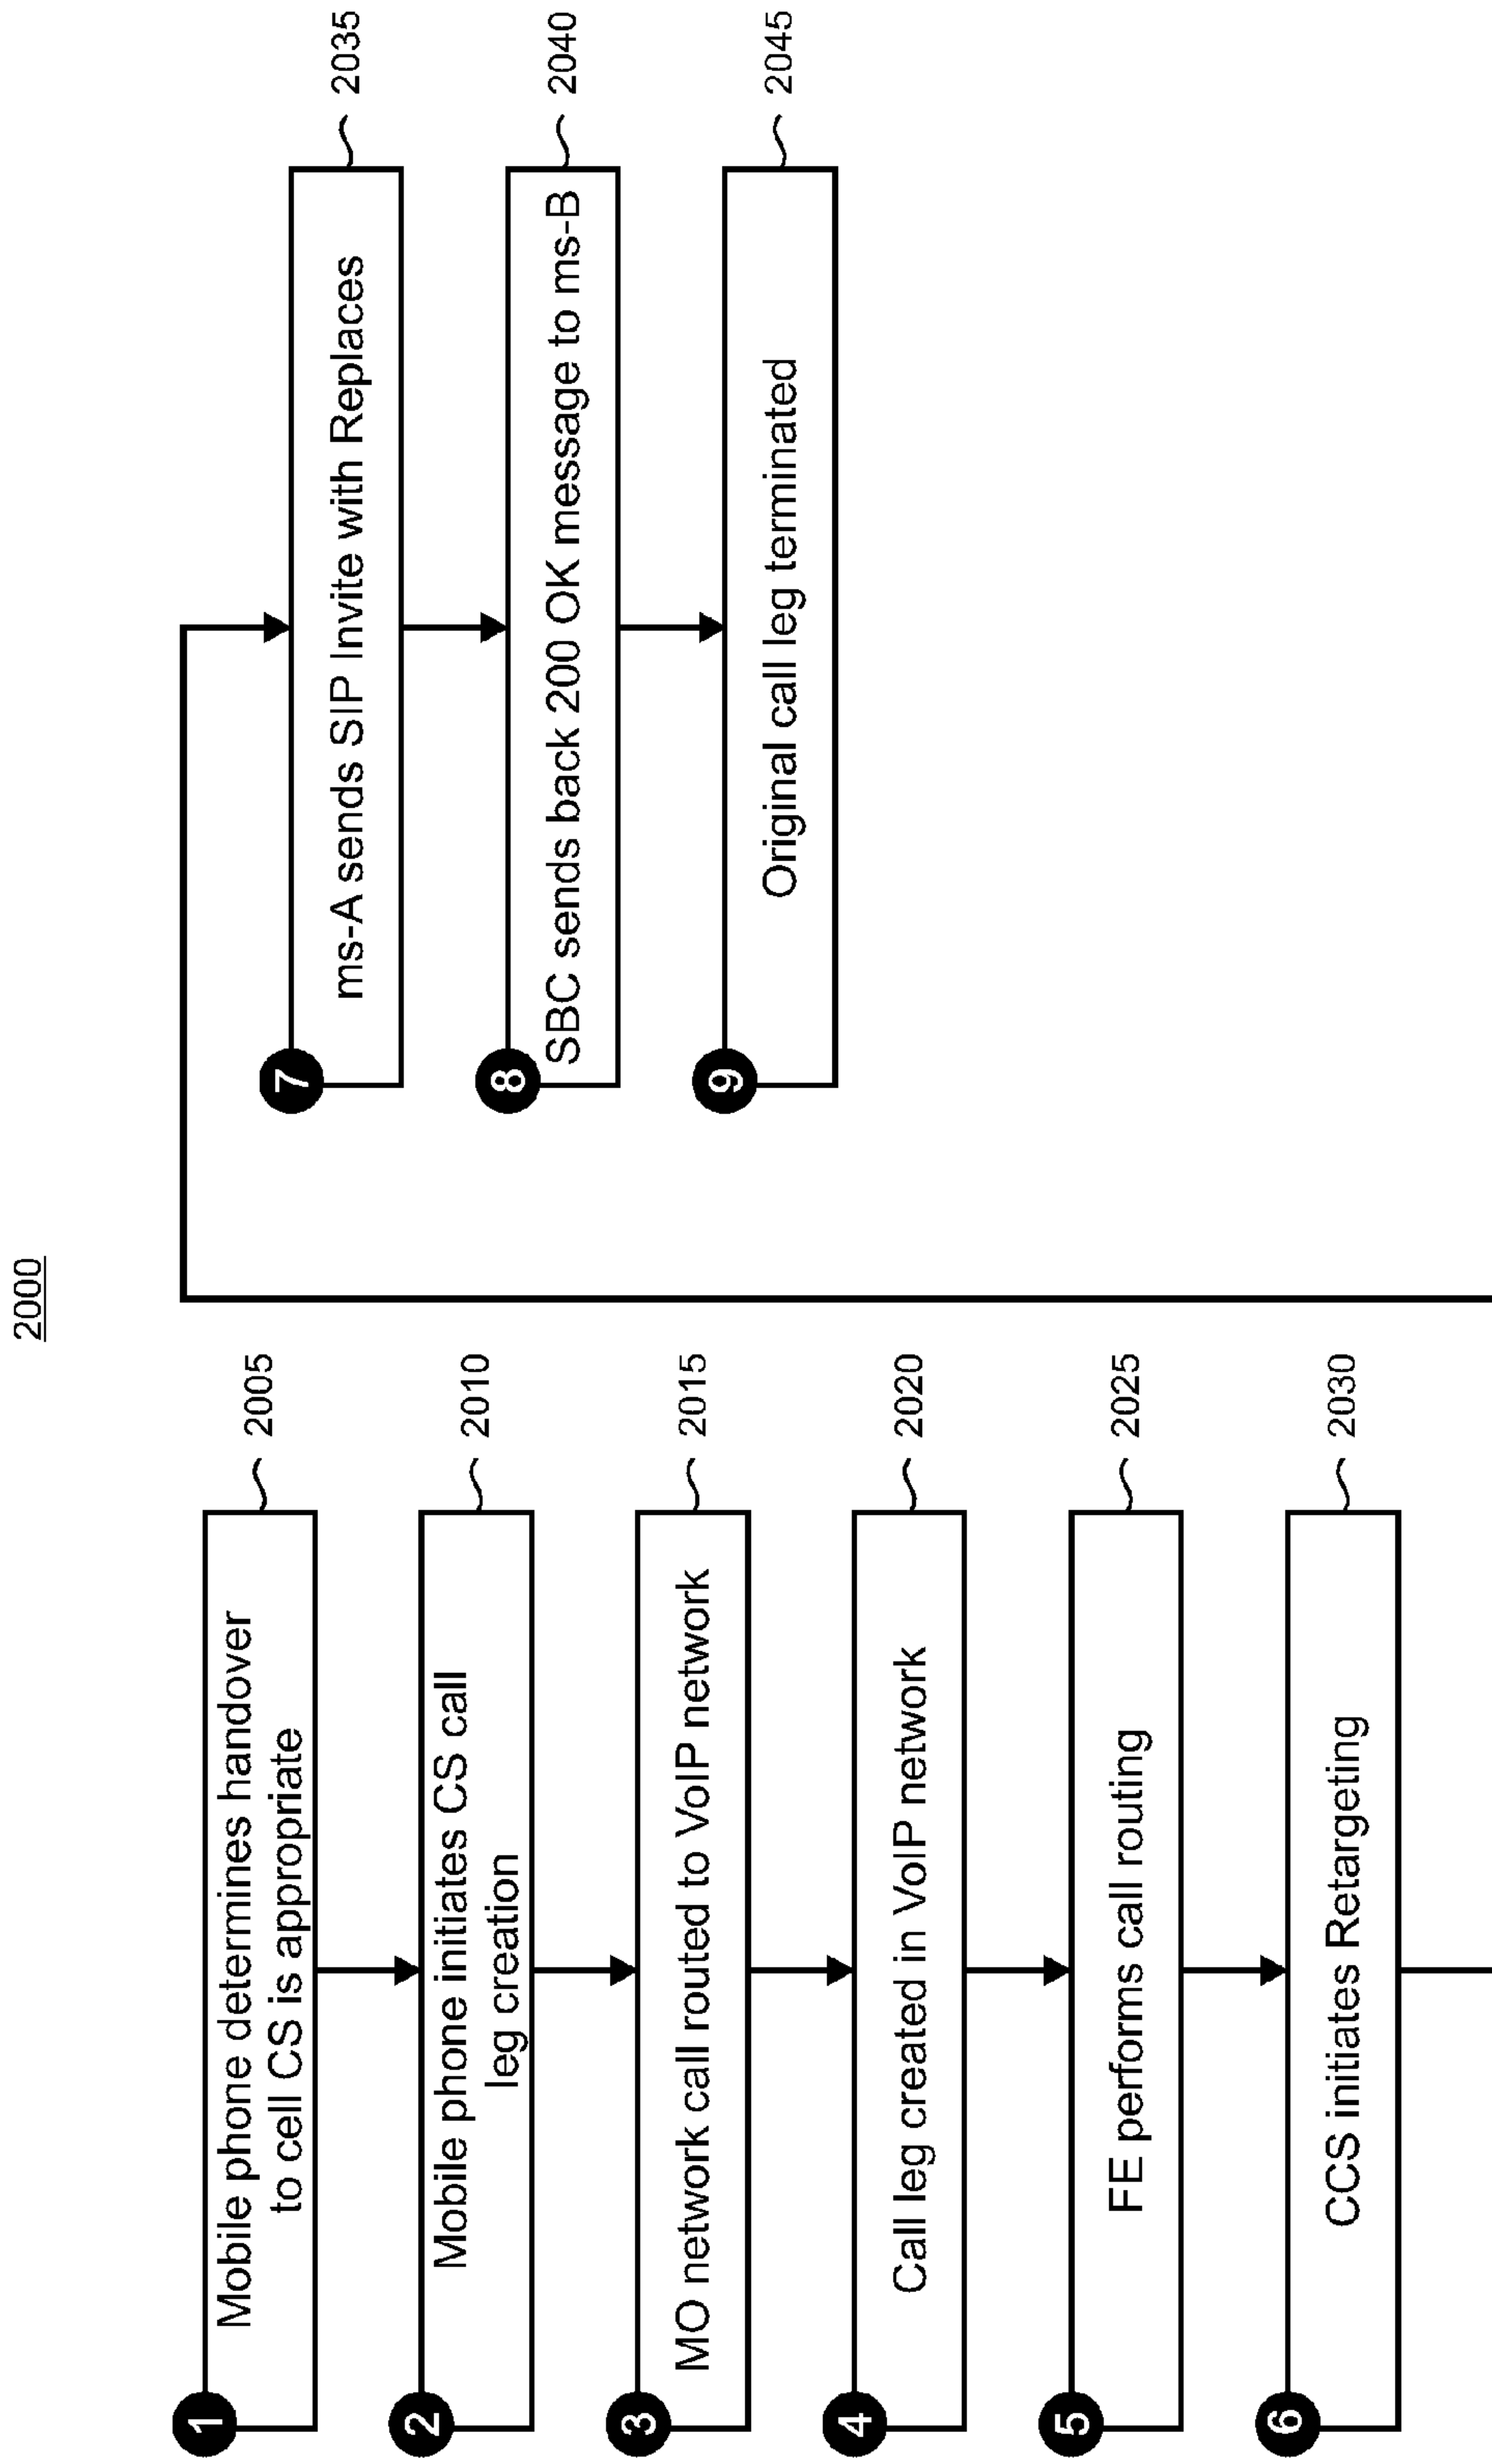 2000
1
Mobile phone determines handover
to cell CS is appropriate
2005
2
Mobile phone initiates CS call
leg creation
2010
3
MO network call routed to VoIP network
2015
4
Call leg created in VoIP network
2020
5
FE performs call routing
2025
6
CCS initiates Retargeting
2030
7
ms-A sends SIP Invite with Replaces
2035
8
SBC sends back 200 OK message to ms-B
2040
9
Original call leg terminated
2045